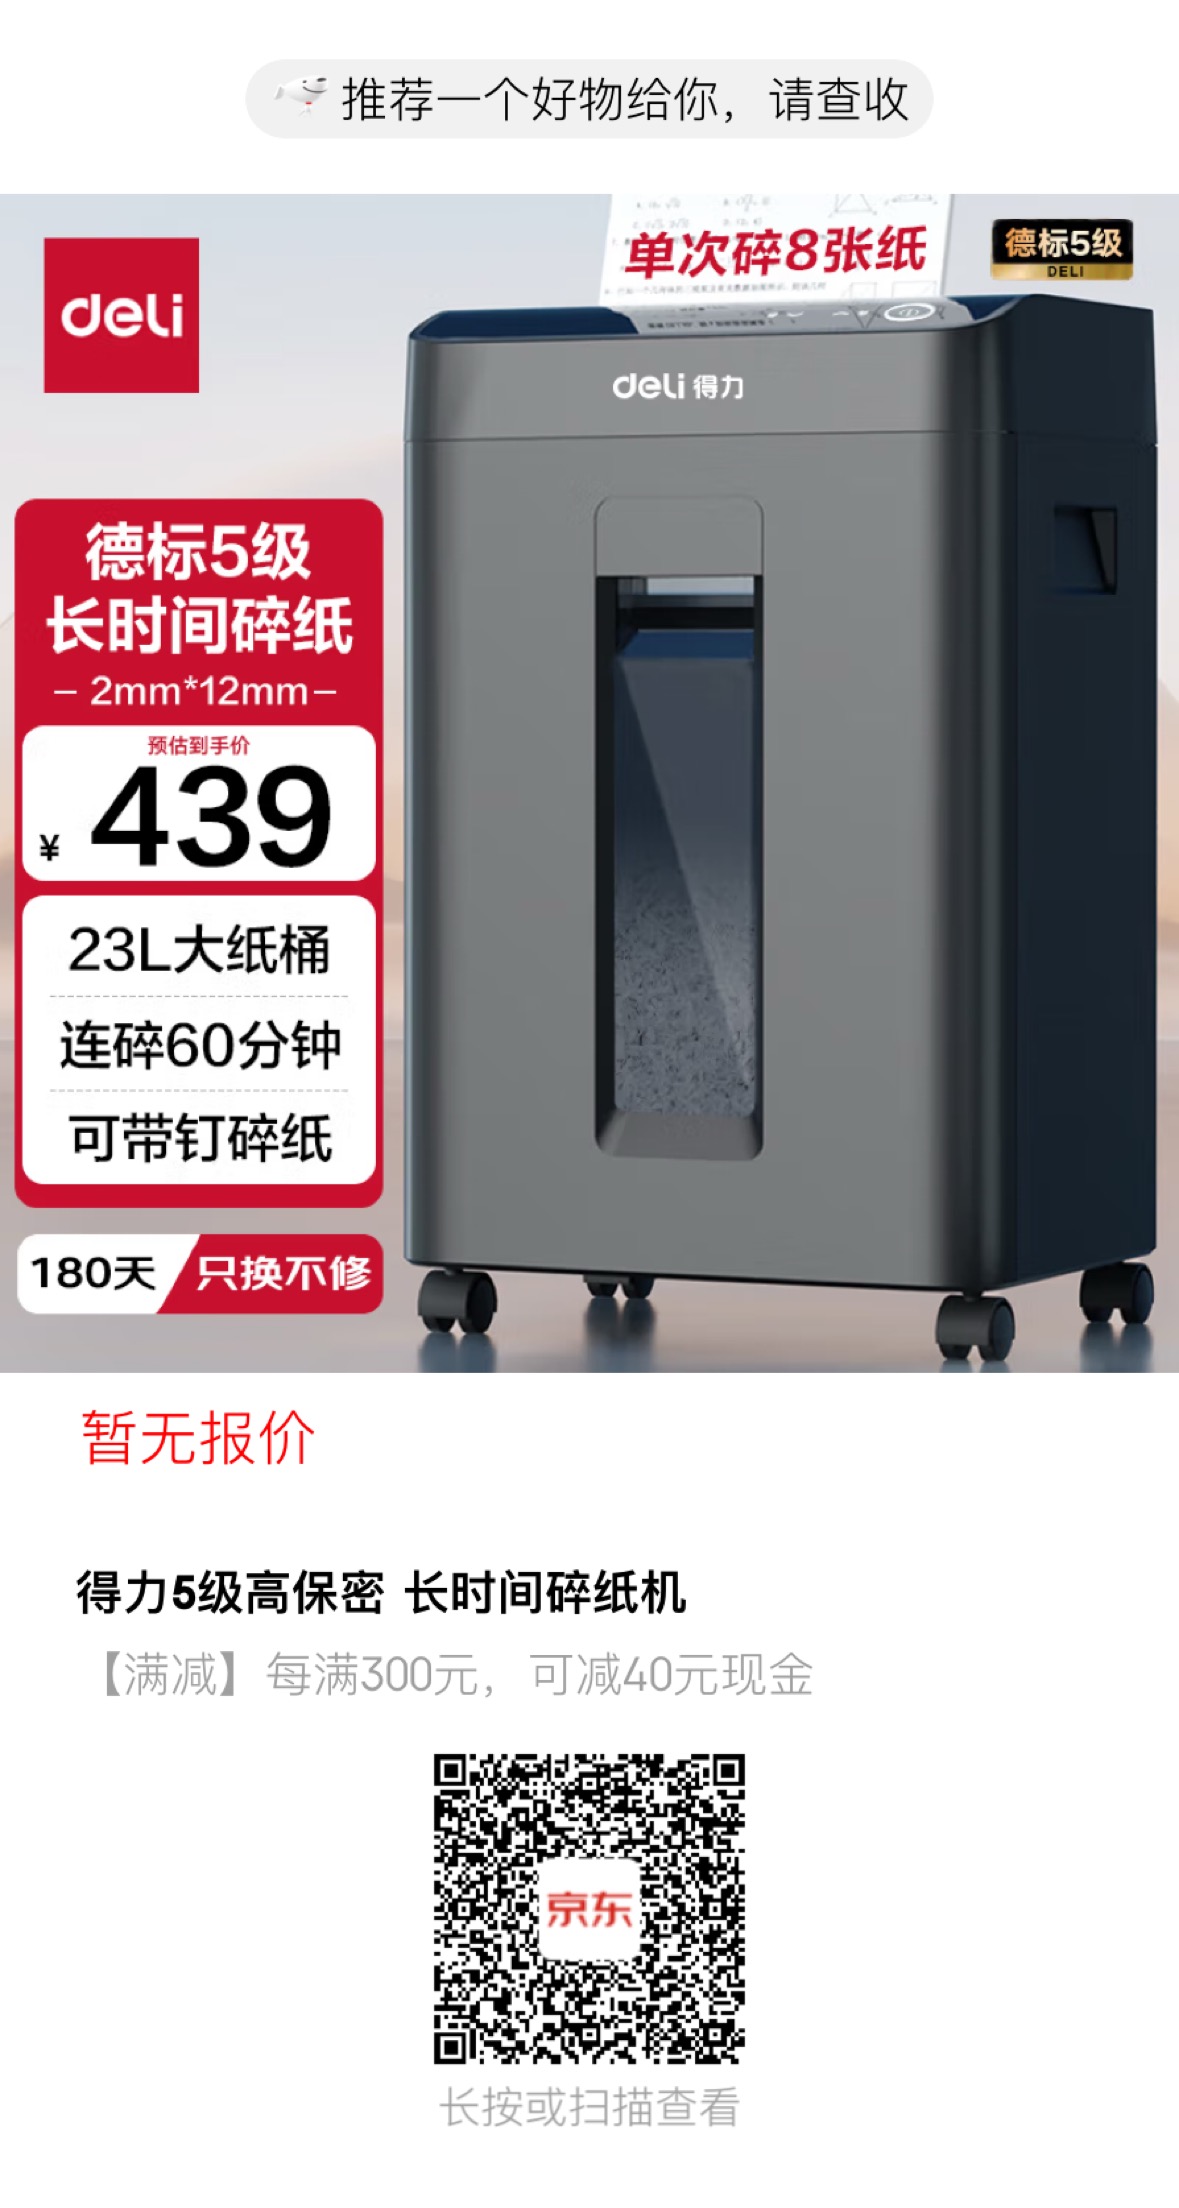 推荐一个好物给你，请查收
deli
单次碎8张纸
德标5级
DELI
deli 得力
德标5级
长时间碎纸
－2mm*12mm－
预估到手价
¥ 439
23L大纸桶
连碎60分钟
可带钉碎纸
180天 只换不修
暂无报价
得力5级高保密 长时间碎纸机
【满减】每满300元，可减40元现金
京东
长按或扫描查看